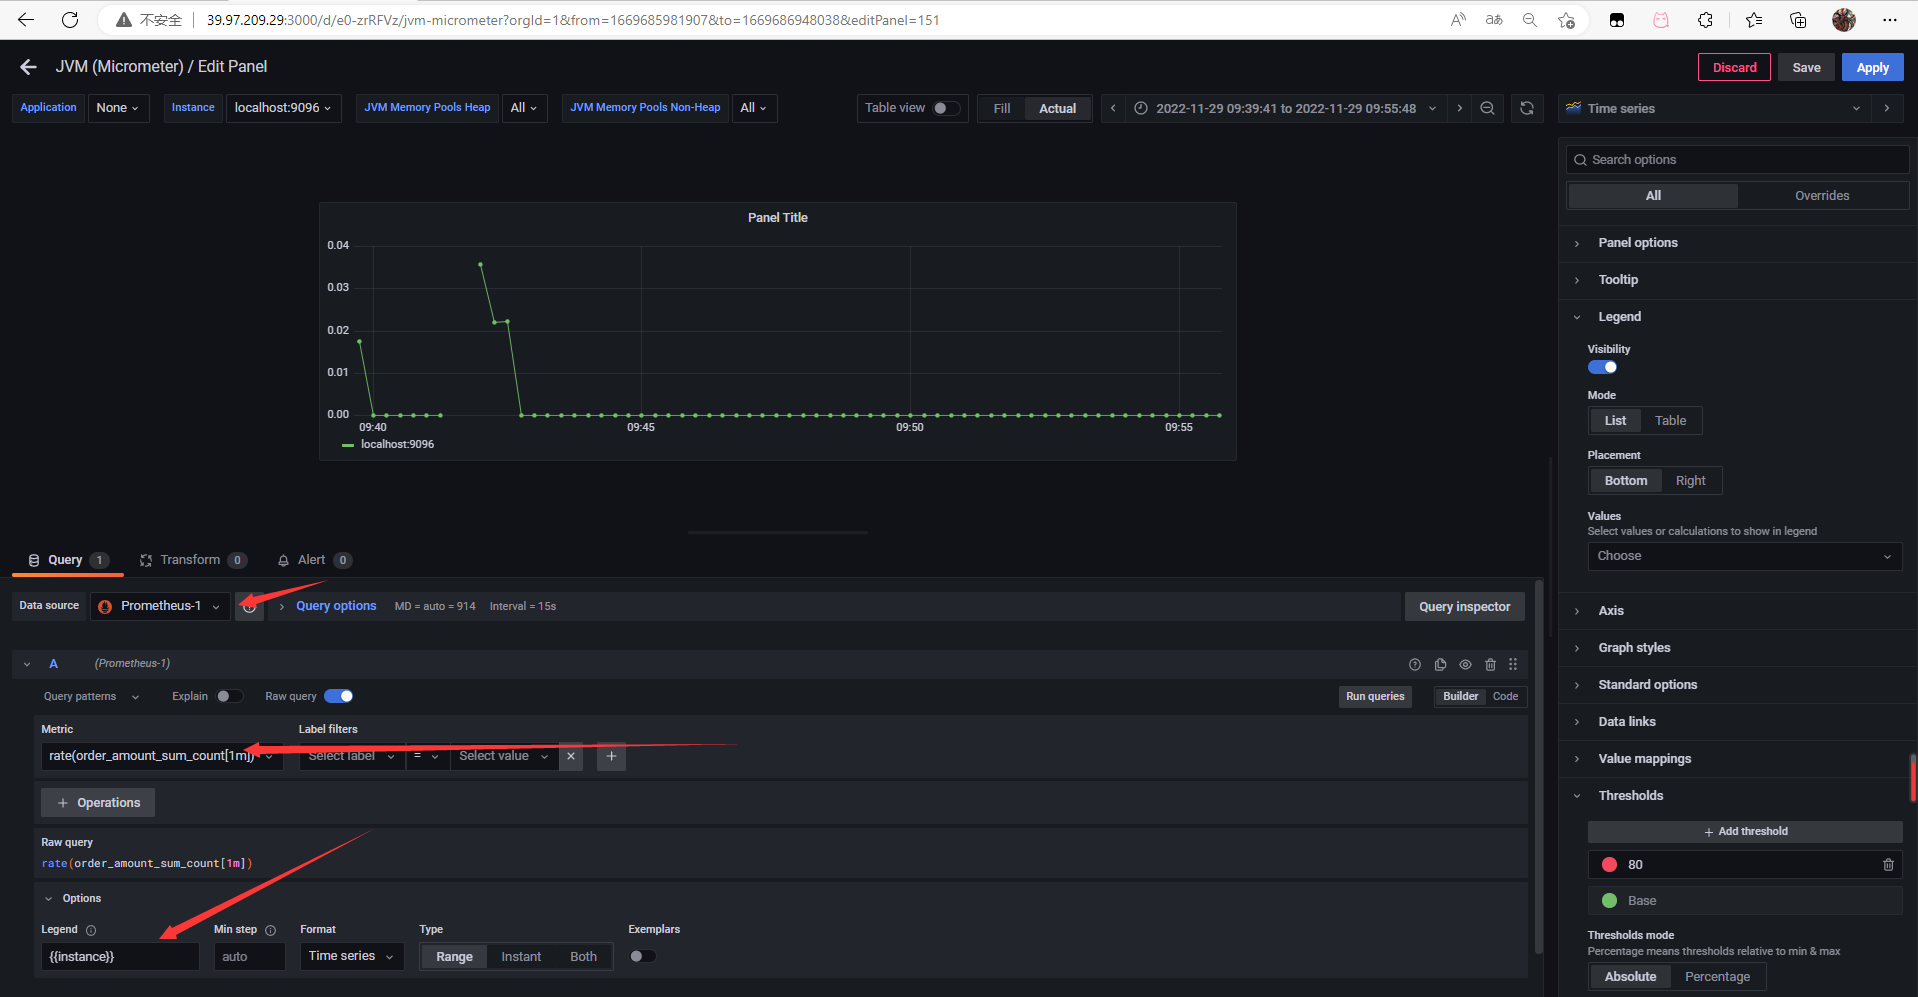 不安全 39.97.209.29:3000/d/e0-zrRFVz/jvm-micrometer?orgId=1&from=1669685981907&to=1669686948038&editPanel=151
JVM (Micrometer) / Edit Panel
Discard Save Apply
Application None Instance localhost:9096 JVM Memory Pools Heap All JVM Memory Pools Non-Heap All Table view Fill Actual 2022-11-29 09:39:41 to 2022-11-29 09:55:48 Time series
Search options
All Overrides
Panel Title
0.04
0.03
0.02
0.01
0.00
09:40 09:45 09:50 09:55
localhost:9096
Panel options
Tooltip
Legend
Visibility
Mode
List Table
Placement
Bottom Right
Values
Select values or calculations to show in legend
Choose
Axis
Graph styles
Standard options
Data links
Value mappings
Thresholds
+ Add threshold
80
Base
Thresholds mode
Percentage means thresholds relative to min & max
Absolute Percentage
Query 1 Transform 0 Alert 0
Data source Prometheus-1 Query options MD = auto = 914 Interval = 15s Query inspector
A (Prometheus-1)
Query patterns Explain Raw query Run queries Builder Code
Metric Label filters
rate(order_amount_sum_count[1m]) Select label = Select value × +
+ Operations
Raw query
rate(order_amount_sum_count[1m])
Options
Legend Min step Format Type Exemplars
{{instance}} auto Time series Range Instant Both